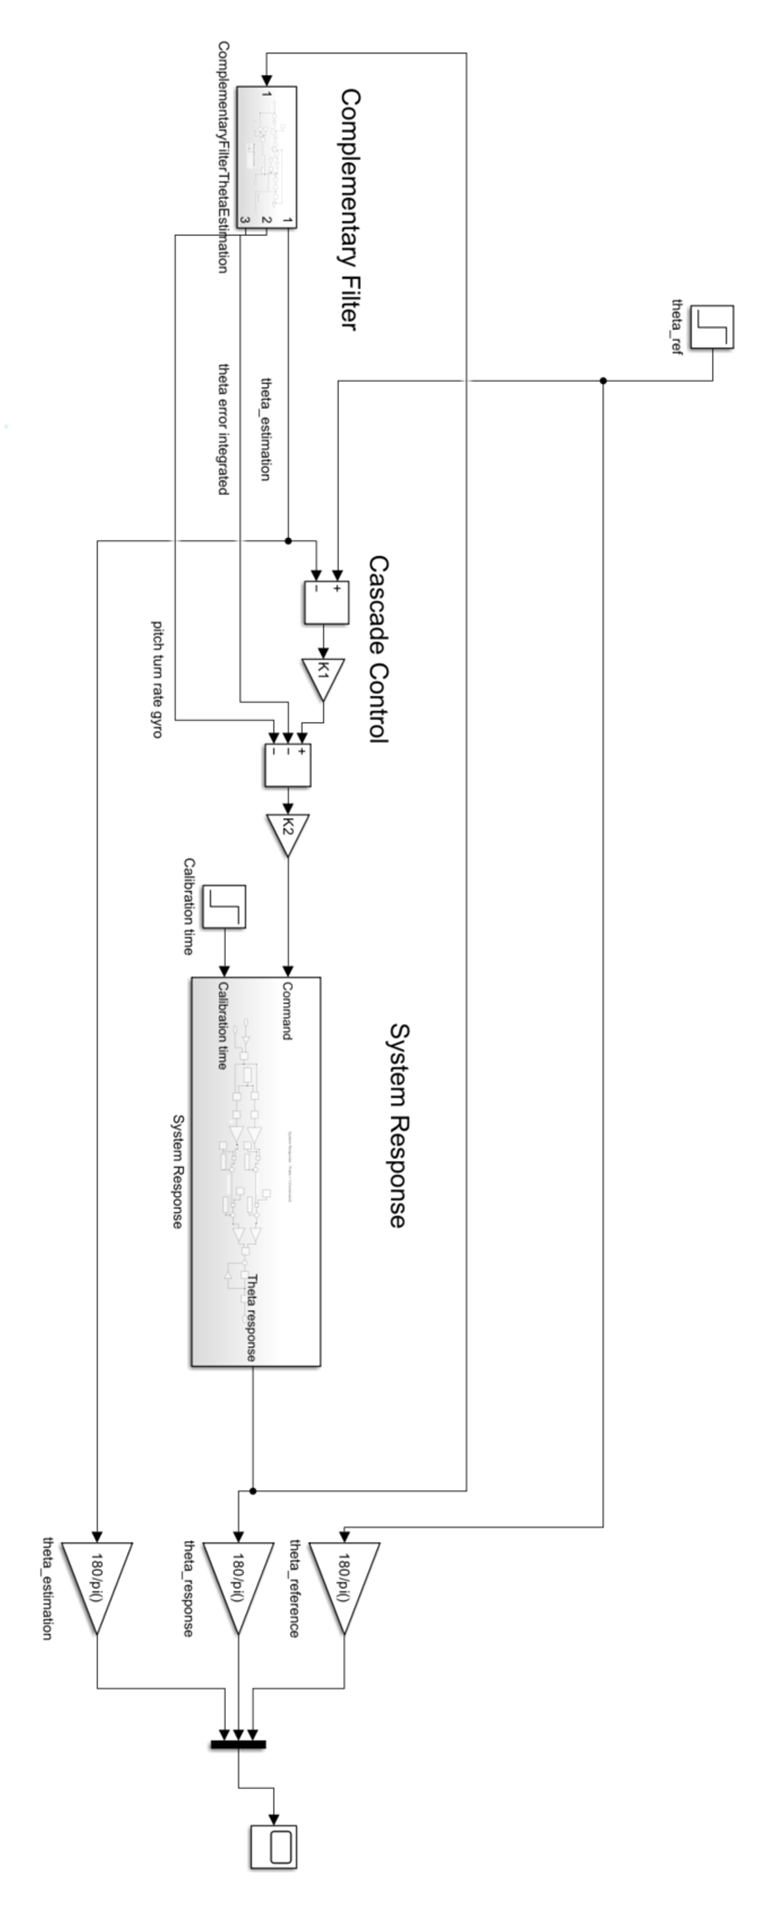 theta_ref
Complementary Filter
1
1
2
3
ComplementaryFilterThetaEstimation
theta_estimation
theta error integrated
pitch turn rate gyro
Cascade Control
+
−
K1
+
−
−
K2
Calibration time
System Response
Command
Calibration time
Theta response
System Response
180/pi()
theta_reference
180/pi()
theta_response
180/pi()
theta_estimation